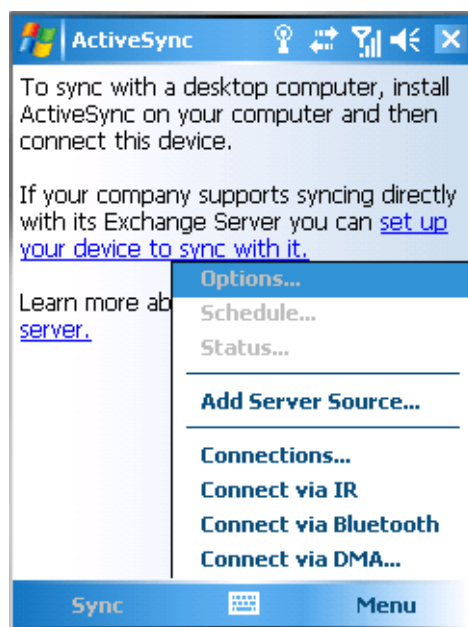 ActiveSync
To sync with a desktop computer, install
ActiveSync on your computer and then
connect this device.
If your company supports syncing directly
with its Exchange Server you can set up
your device to sync with it.
Learn more ab
server.
Options...
Schedule...
Status...
Add Server Source...
Connections...
Connect via IR
Connect via Bluetooth
Connect via DMA...
Sync
Menu